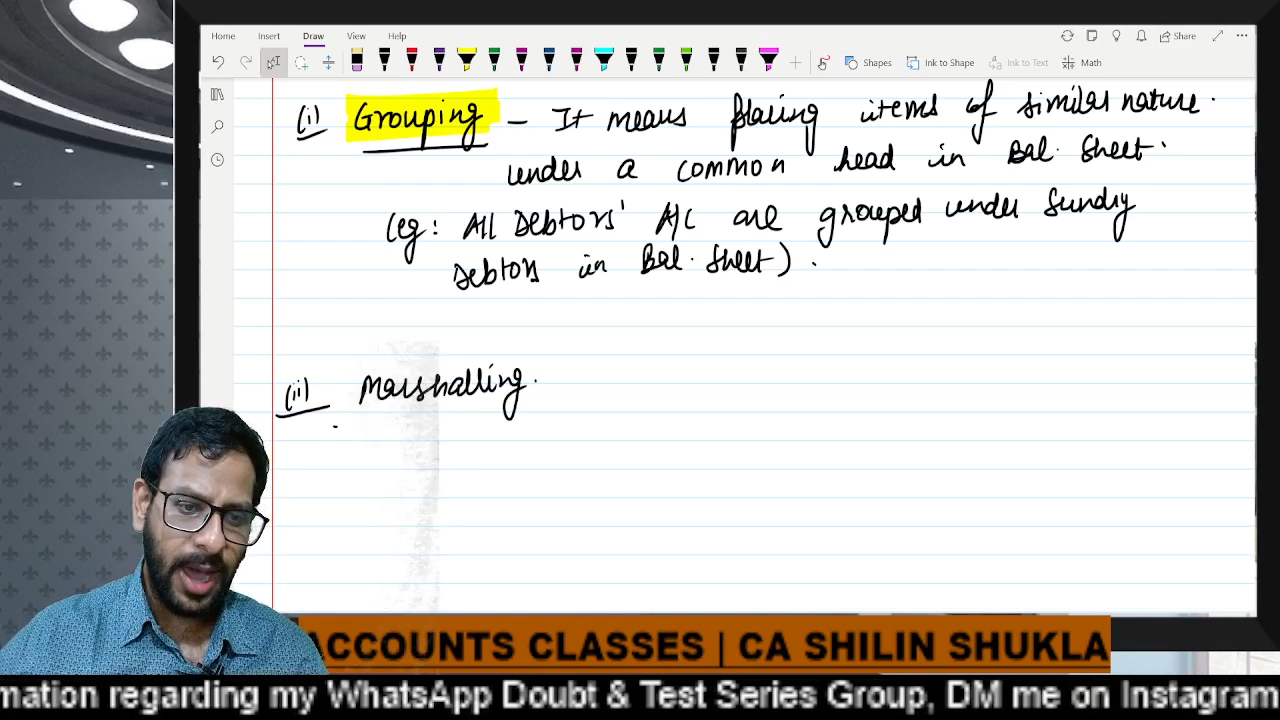 Home Insert Draw View Help
Share
Shapes Ink to Shape Ink to Text Math
(i) Grouping - It means placing items of similar nature.
under a common head in Bal. Sheet.
(eg: All Debtors' A/c are grouped under Sundry
Debtors in Bal. Sheet).
(ii) Marshalling.
ACCOUNTS CLASSES | CA SHILIN SHUKLA
mation regarding my WhatsApp Doubt & Test Series Group, DM me on Instagram